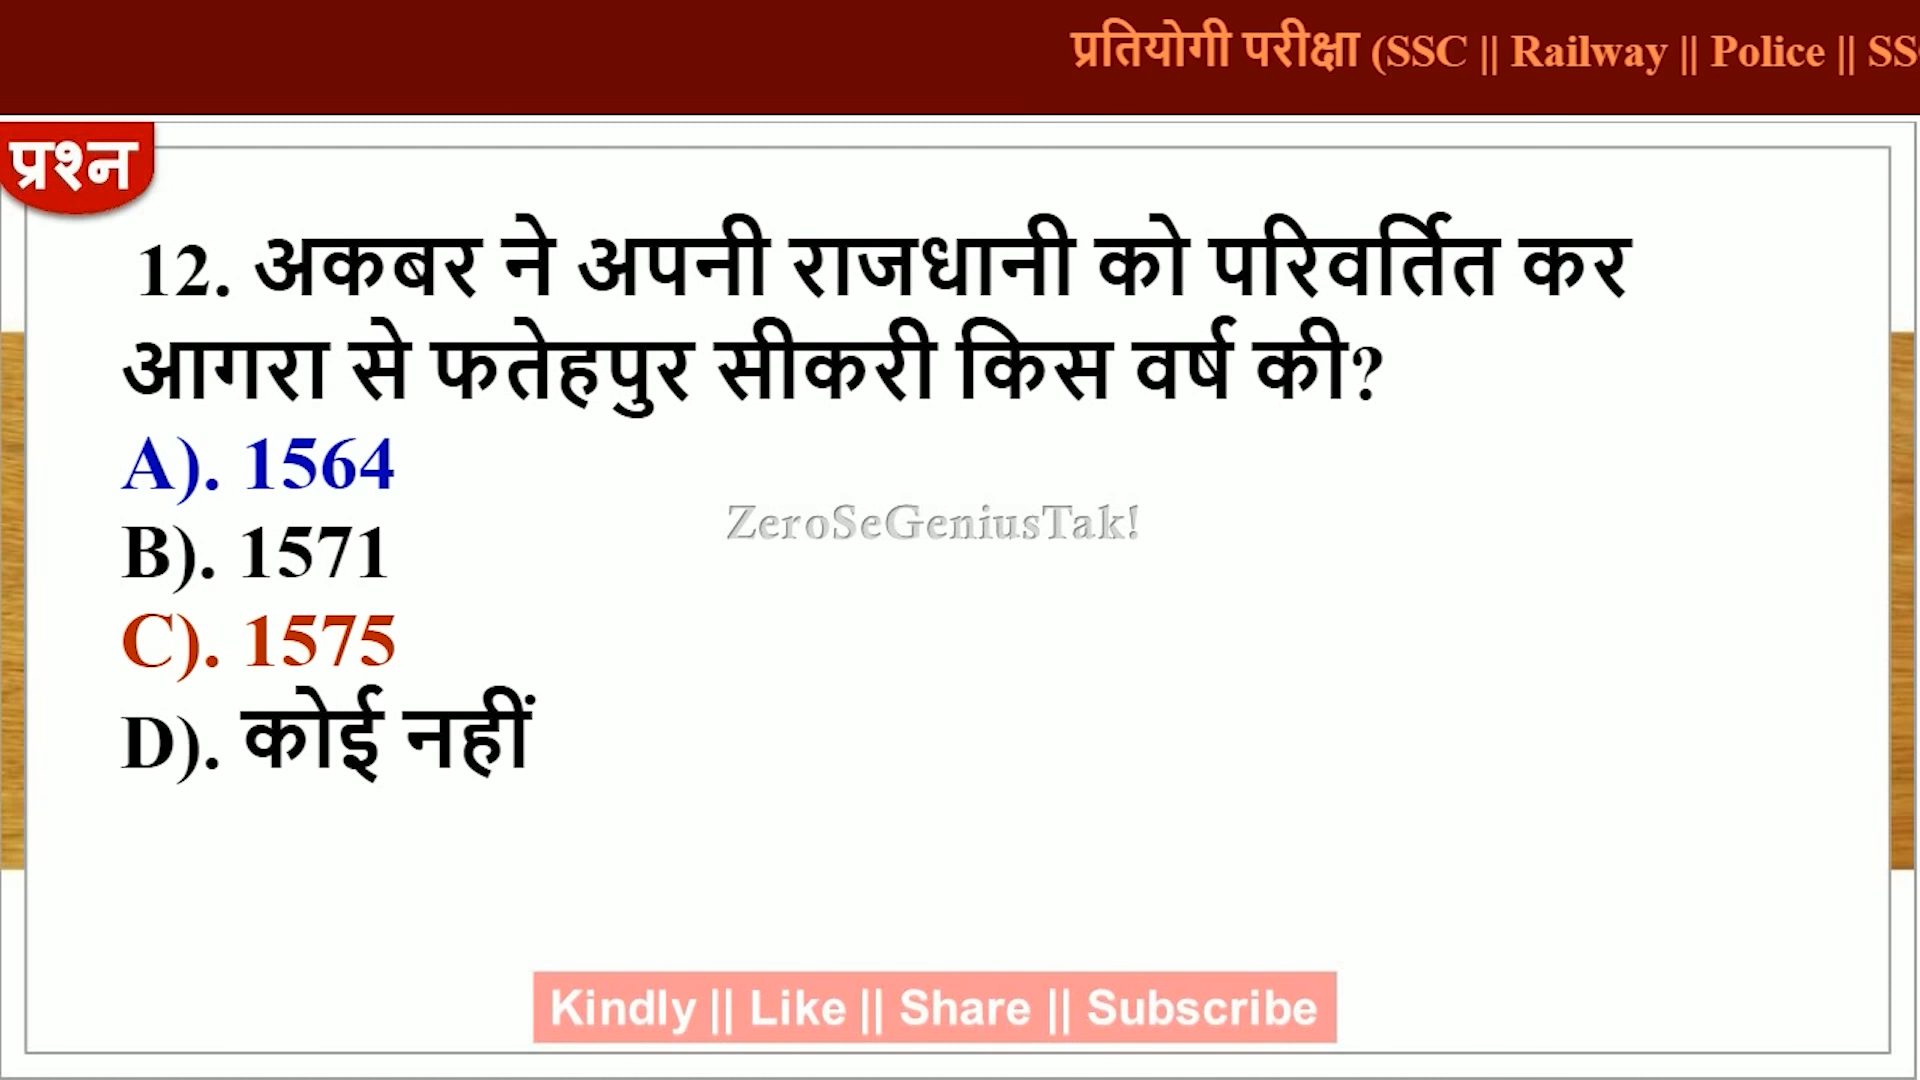 प्रतियोगी परीक्षा (SSC || Railway || Police || SS
प्रश्न
12. अकबर ने अपनी राजधानी को परिवर्तित कर
आगरा से फतेहपुर सीकरी किस वर्ष की?
A). 1564
B). 1571
ZeroSeGeniusTak!
C). 1575
D). कोई नहीं
Kindly || Like || Share || Subscribe